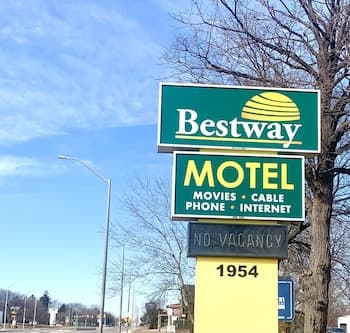 Bestway
MOTEL
MOVIES • CABLE
PHONE • INTERNET
NO VACANCY
1954